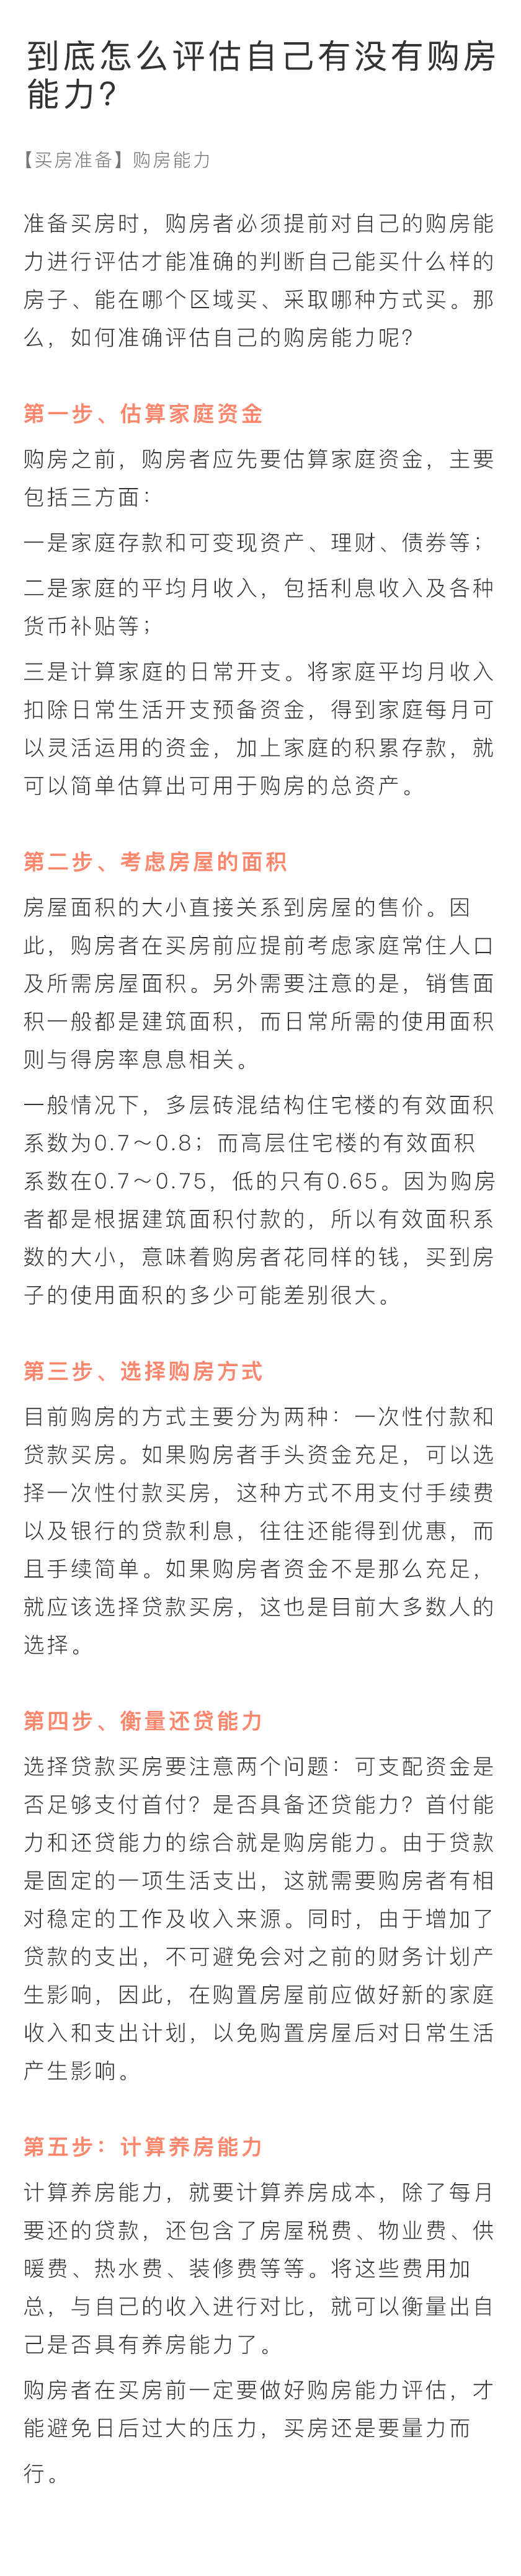 到底怎么评估自己有没有购房
能力?
【买房准备】购房能力
准备买房时，购房者必须提前对自己的购房能
力进行评估才能准确的判断自己能买什么样的
房子、能在哪个区域买、采取哪种方式买。那
么，如何准确评估自己的购房能力呢？
第一步、估算家庭资金
购房之前，购房者应先要估算家庭资金，主要
包括三方面：
一是家庭存款和可变现资产、理财、债券等；
二是家庭的平均月收入，包括利息收入及各种
货币补贴等；
三是计算家庭的日常开支。将家庭平均月收入
扣除日常生活开支预备资金，得到家庭每月可
以灵活运用的资金，加上家庭的积累存款，就
可以简单估算出可用于购房的总资产。
第二步、考虑房屋的面积
房屋面积的大小直接关系到房屋的售价。因
此，购房者在买房前应提前考虑家庭常住人口
及所需房屋面积。另外需要注意的是，销售面
积一般都是建筑面积，而日常所需的使用面积
则与得房率息息相关。
一般情况下，多层砖混结构住宅楼的有效面积
系数为0.7～0.8；而高层住宅楼的有效面积
系数在0.7～0.75，低的只有0.65。因为购房
者都是根据建筑面积付款的，所以有效面积系
数的大小，意味着购房者花同样的钱，买到房
子的使用面积的多少可能差别很大。
第三步、选择购房方式
目前购房的方式主要分为两种：一次性付款和
贷款买房。如果购房者手头资金充足，可以选
择一次性付款买房，这种方式不用支付手续费
以及银行的贷款利息，往往还能得到优惠，而
且手续简单。如果购房者资金不是那么充足，
就应该选择贷款买房，这也是目前大多数人的
选择。
第四步、衡量还贷能力
选择贷款买房要注意两个问题：可支配资金是
否足够支付首付？是否具备还贷能力？首付能
力和还贷能力的综合就是购房能力。由于贷款
是固定的一项生活支出，这就需要购房者有相
对稳定的工作及收入来源。同时，由于增加了
贷款的支出，不可避免会对之前的财务计划产
生影响，因此，在购置房屋前应做好新的家庭
收入和支出计划，以免购置房屋后对日常生活
产生影响。
第五步：计算养房能力
计算养房能力，就要计算养房成本，除了每月
要还的贷款，还包含了房屋税费、物业费、供
暖费、热水费、装修费等等。将这些费用加
总，与自己的收入进行对比，就可以衡量出自
己是否具有养房能力了。
购房者在买房前一定要做好购房能力评估，才
能避免日后过大的压力，买房还是要量力而
行。